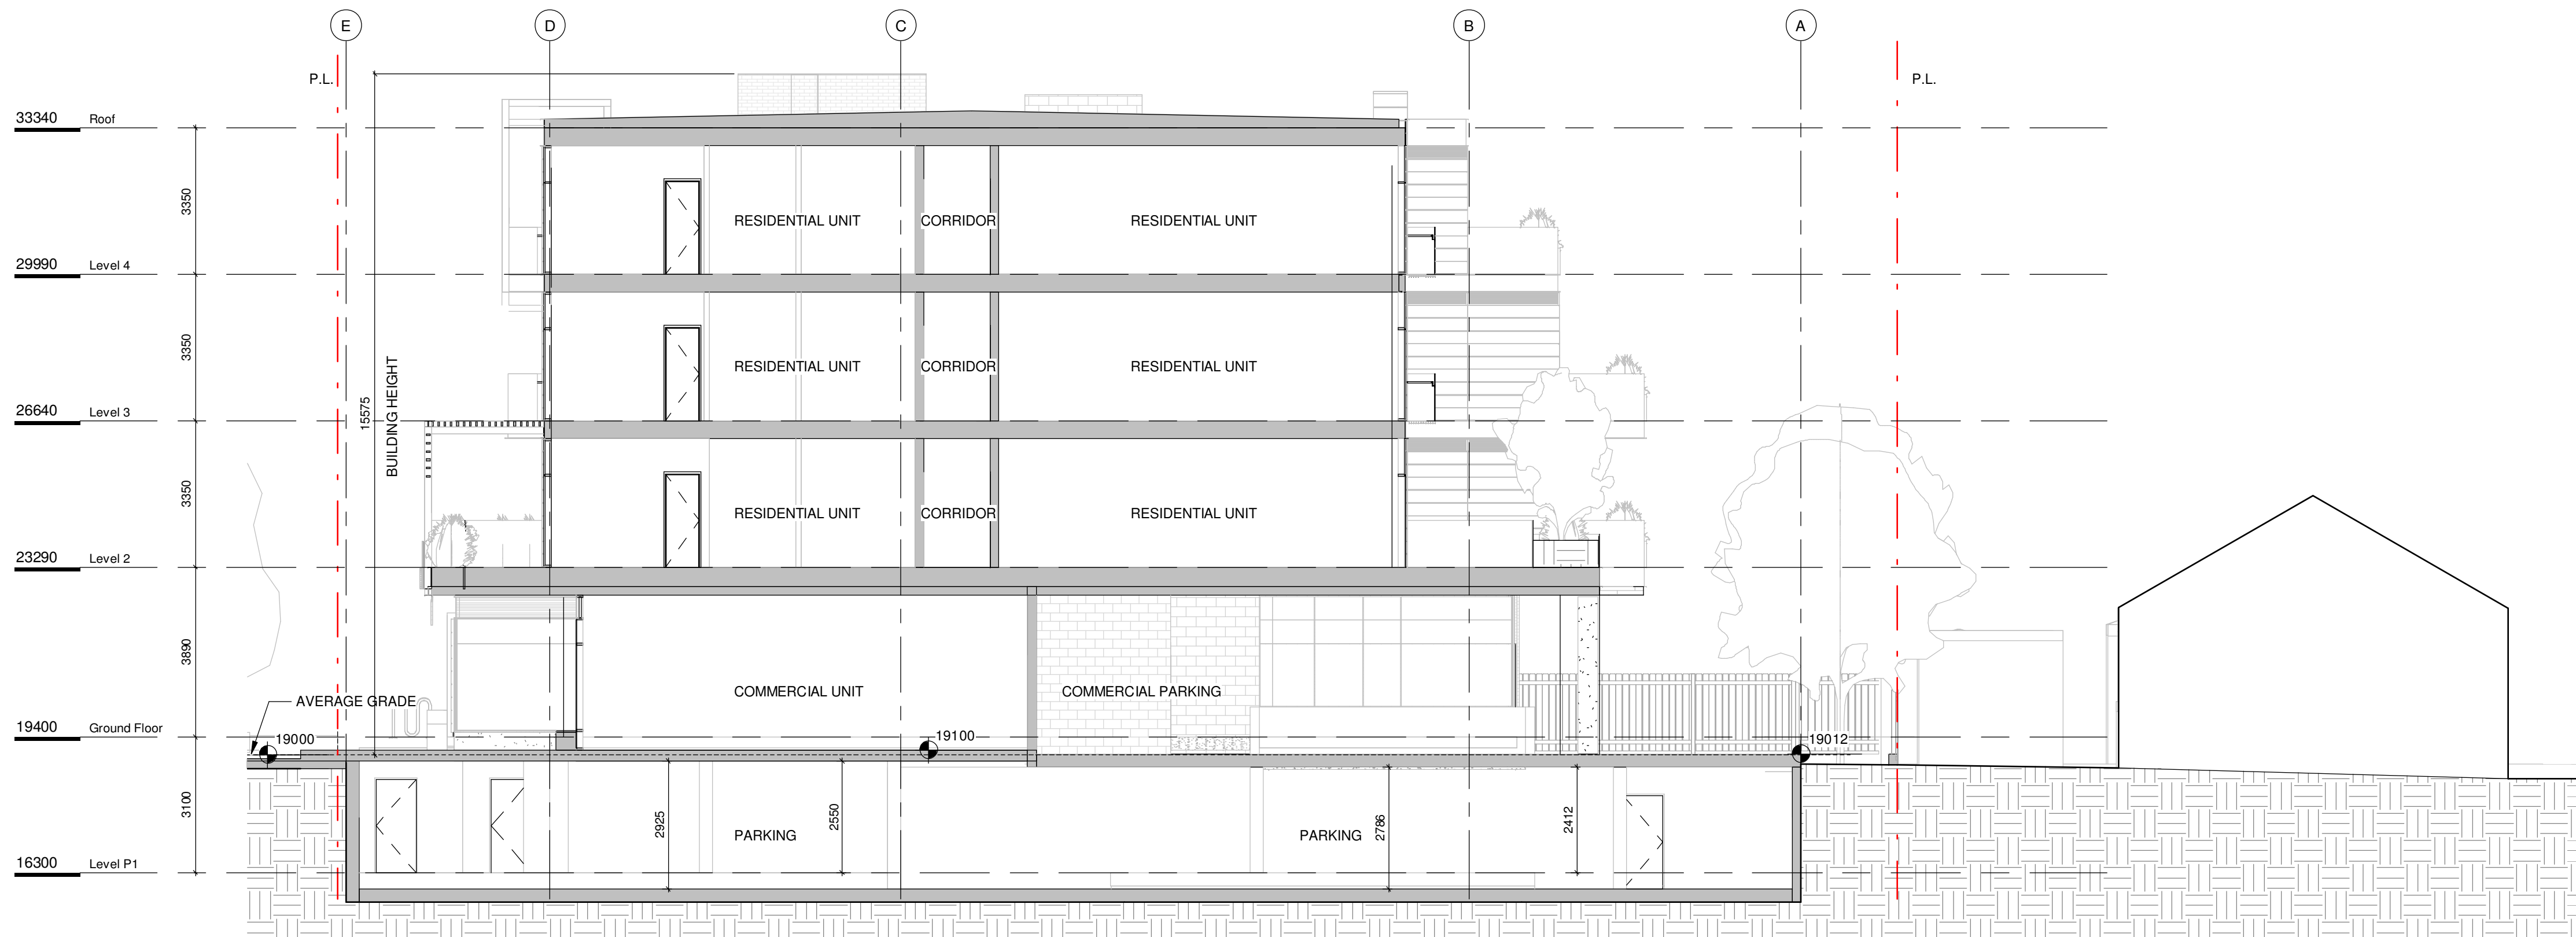 E
D
C
B
A
P.L.
P.L.
33340 Roof
3350
RESIDENTIAL UNIT
CORRIDOR
RESIDENTIAL UNIT
29990 Level 4
3350
RESIDENTIAL UNIT
CORRIDOR
RESIDENTIAL UNIT
15575
BUILDING HEIGHT
26640 Level 3
3350
RESIDENTIAL UNIT
CORRIDOR
RESIDENTIAL UNIT
23290 Level 2
3890
COMMERCIAL UNIT
COMMERCIAL PARKING
AVERAGE GRADE
19400 Ground Floor
19000
19100
19012
3100
2925
2550
2786
2412
PARKING
PARKING
16300 Level P1